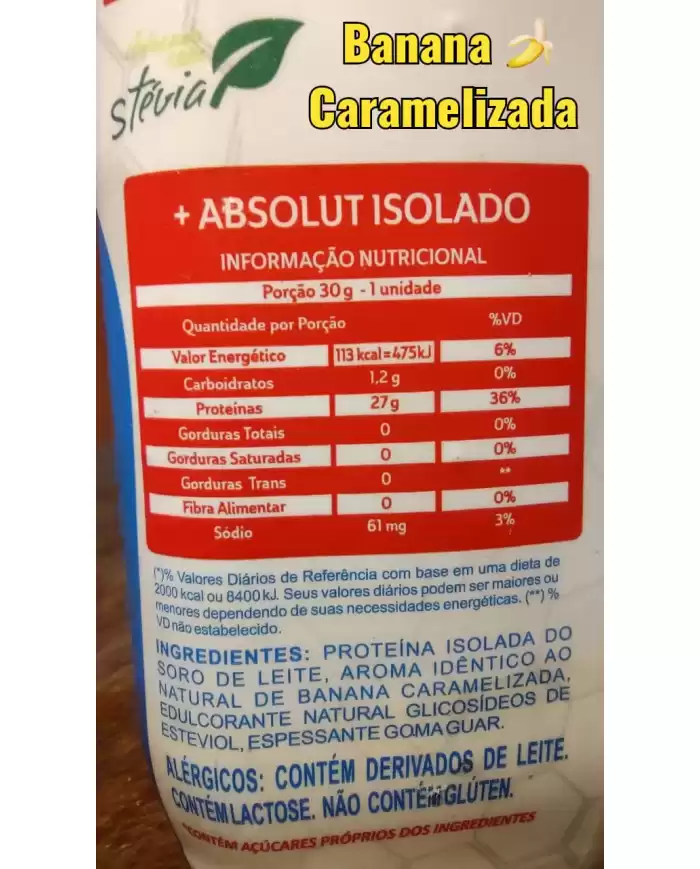 Banana 🍌
Caramelizada
stévia
+ ABSOLUT ISOLADO
INFORMAÇÃO NUTRICIONAL
Porção 30g - 1 unidade
Quantidade por Porção %VD
Valor Energético 113 kcal=475kJ 6%
Carboidratos 1,2 g 0%
Proteínas 27 g 36%
Gorduras Totais 0 0%
Gorduras Saturadas 0 0%
Gorduras Trans 0 **
Fibra Alimentar 0 0%
Sódio 61 mg 3%
(*)% Valores Diários de Referência com base em uma dieta de
2000 kcal ou 8400 kJ. Seus valores diários podem ser maiores ou
menores dependendo de suas necessidades energéticas. (**) %
VD não estabelecido.
INGREDIENTES: PROTEÍNA ISOLADA DO
SORO DE LEITE, AROMA IDÊNTICO AO
NATURAL DE BANANA CARAMELIZADA,
EDULCORANTE NATURAL GLICOSÍDEOS DE
ESTEVIOL, ESPESSANTE GOMA GUAR.
ALÉRGICOS: CONTÉM DERIVADOS DE LEITE.
CONTÉM LACTOSE. NÃO CONTÉM GLÚTEN.
*CONTÉM AÇÚCARES PRÓPRIOS DOS INGREDIENTES